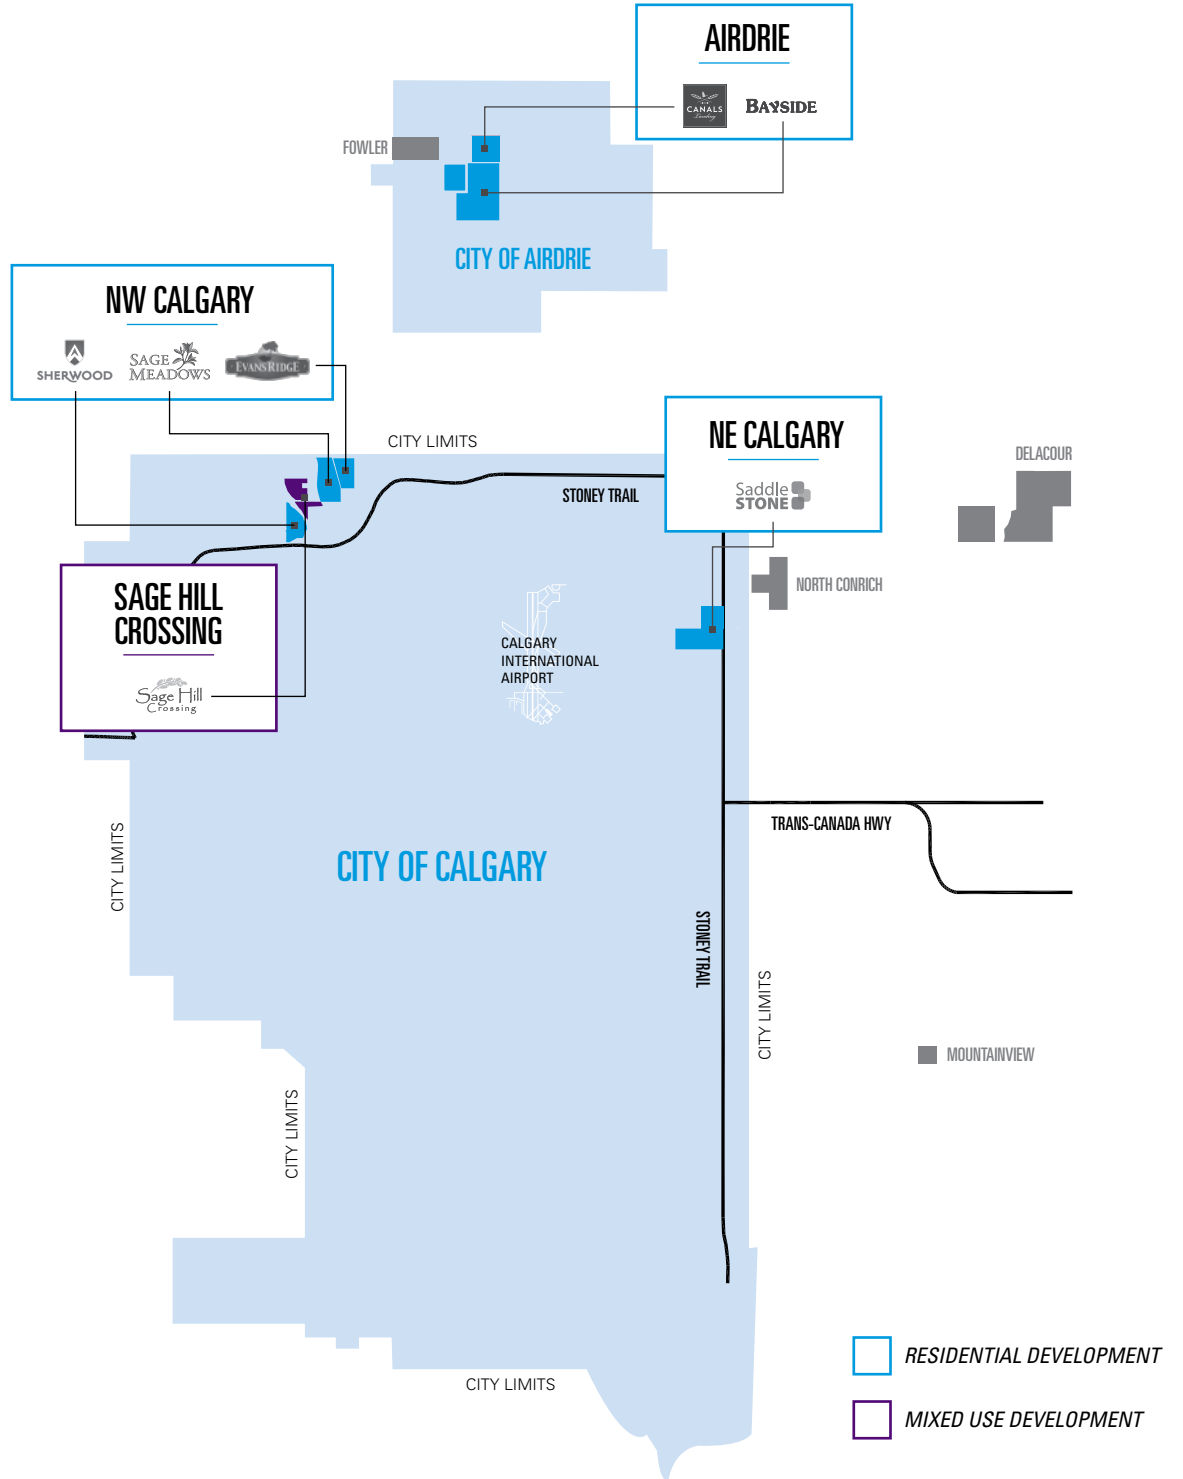 AIRDRIE
CANALS
Landing
BAYSIDE
FOWLER
CITY OF AIRDRIE
NW CALGARY
SHERWOOD
SAGE
MEADOWS
EVANSRIDGE
CITY LIMITS
NE CALGARY
Saddle
STONE
DELACOUR
STONEY TRAIL
NORTH CONRICH
SAGE HILL
CROSSING
Sage Hill
Crossing
CALGARY
INTERNATIONAL
AIRPORT
TRANS-CANADA HWY
CITY LIMITS
CITY OF CALGARY
STONEY TRAIL
CITY LIMITS
MOUNTAINVIEW
CITY LIMITS
CITY LIMITS
RESIDENTIAL DEVELOPMENT
MIXED USE DEVELOPMENT